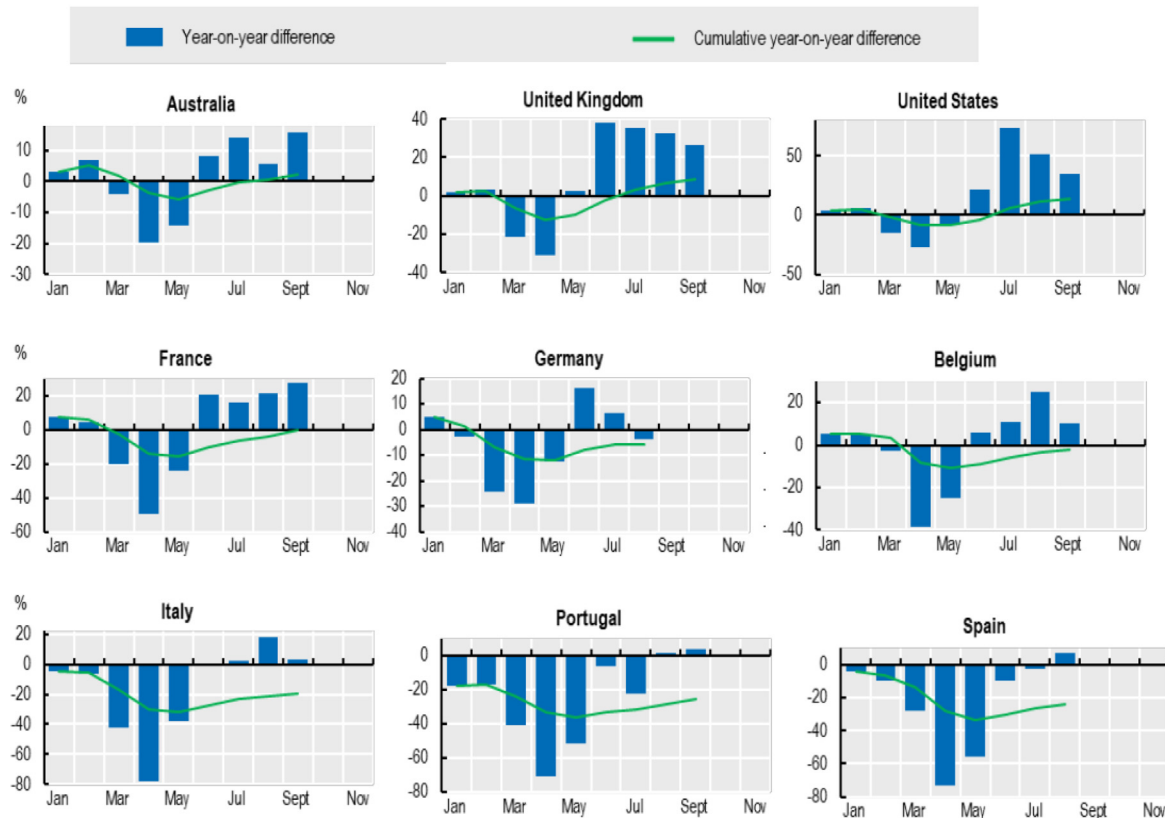 Year-on-year difference
Cumulative year-on-year difference
%
Australia
10
0
-10
-20
-30
Jan Mar May Jul Sept Nov
United Kingdom
40
20
0
-20
-40
Jan Mar May Jul Sept Nov
United States
50
0
-50
Jan Mar May Jul Sept Nov
%
France
20
0
-20
-40
-60
Jan Mar May Jul Sept Nov
Germany
20
10
0
-10
-20
-30
-40
Jan Mar May Jul Sept Nov
Belgium
20
0
-20
-40
Jan Mar May Jul Sept Nov
%
Italy
20
0
-20
-40
-60
-80
Jan Mar May Jul Sept Nov
Portugal
0
-20
-40
-60
-80
Jan Mar May Jul Sept Nov
Spain
0
-20
-40
-60
-80
Jan Mar May Jul Sept Nov